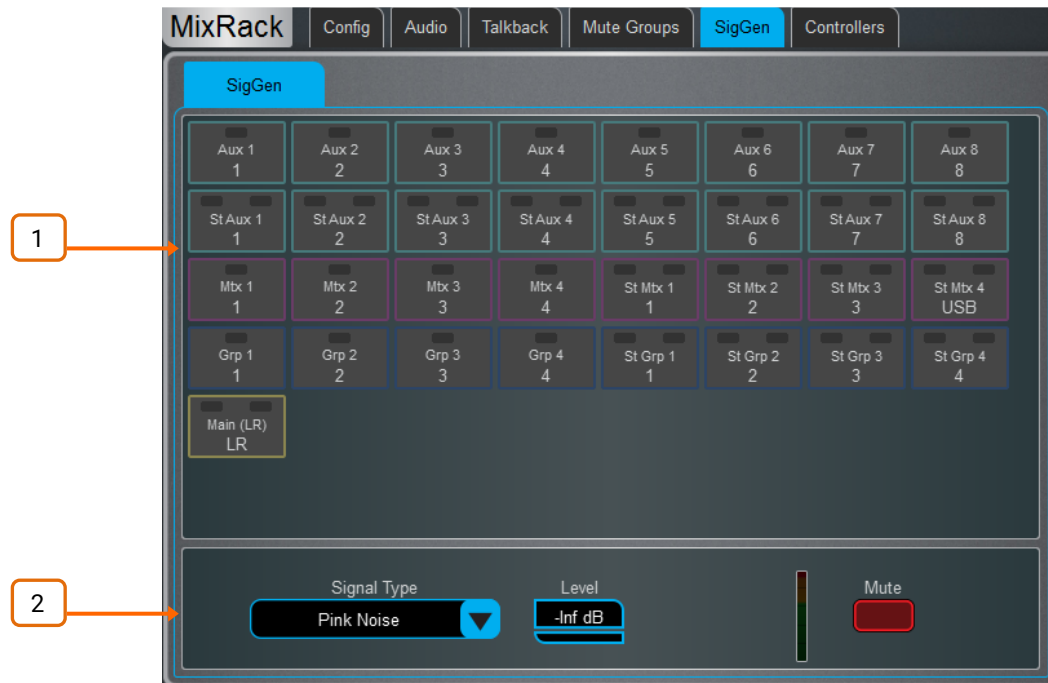 MixRack Config Audio Talkback Mute Groups SigGen Controllers
SigGen
Aux 1 Aux 2 Aux 3 Aux 4 Aux 5 Aux 6 Aux 7 Aux 8
1 2 3 4 5 6 7 8
St Aux 1 St Aux 2 St Aux 3 St Aux 4 St Aux 5 St Aux 6 St Aux 7 St Aux 8
1 1 2 3 4 5 6 7 8
Mtx 1 Mtx 2 Mtx 3 Mtx 4 St Mtx 1 St Mtx 2 St Mtx 3 St Mtx 4
1 2 3 4 1 2 3 USB
Grp 1 Grp 2 Grp 3 Grp 4 St Grp 1 St Grp 2 St Grp 3 St Grp 4
1 2 3 4 1 2 3 4
Main (LR)
LR
Signal Type Level Mute
2 Pink Noise -Inf dB